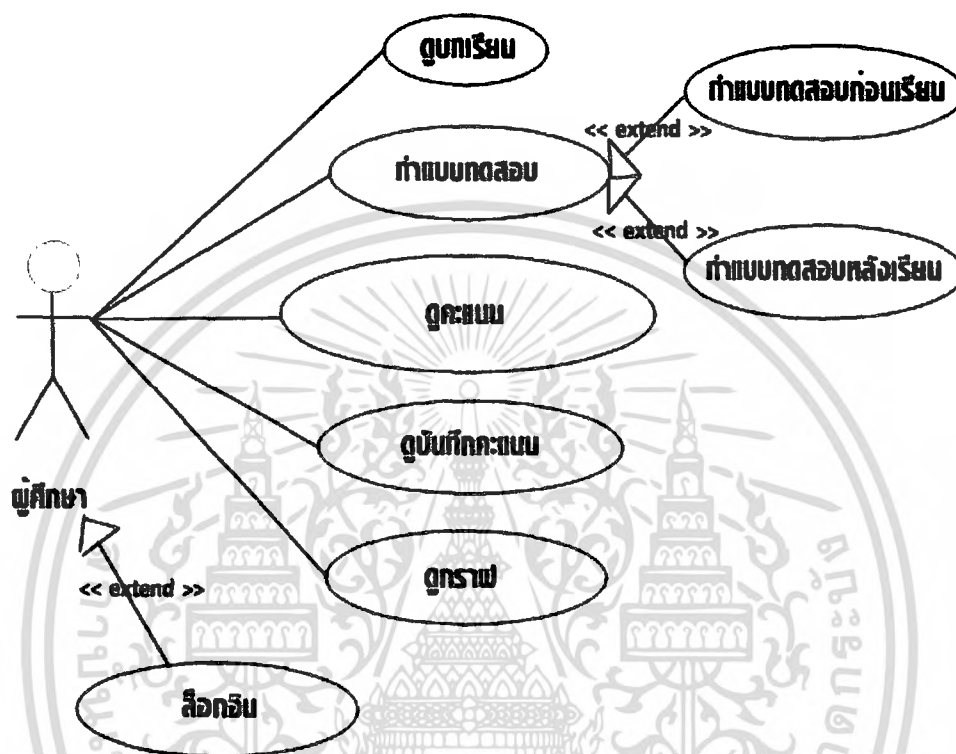 ดูบทเรียน
ทำแบบทดสอบก่อนเรียน
<< extend >>
ทำแบบทดสอบ
<< extend >>
ทำแบบทดสอบหลังเรียน
ดูคะแนน
ดูบันทึกคะแนน
ผู้ศึกษา
ดูกราฟ
<< extend >>
ล็อกอิน